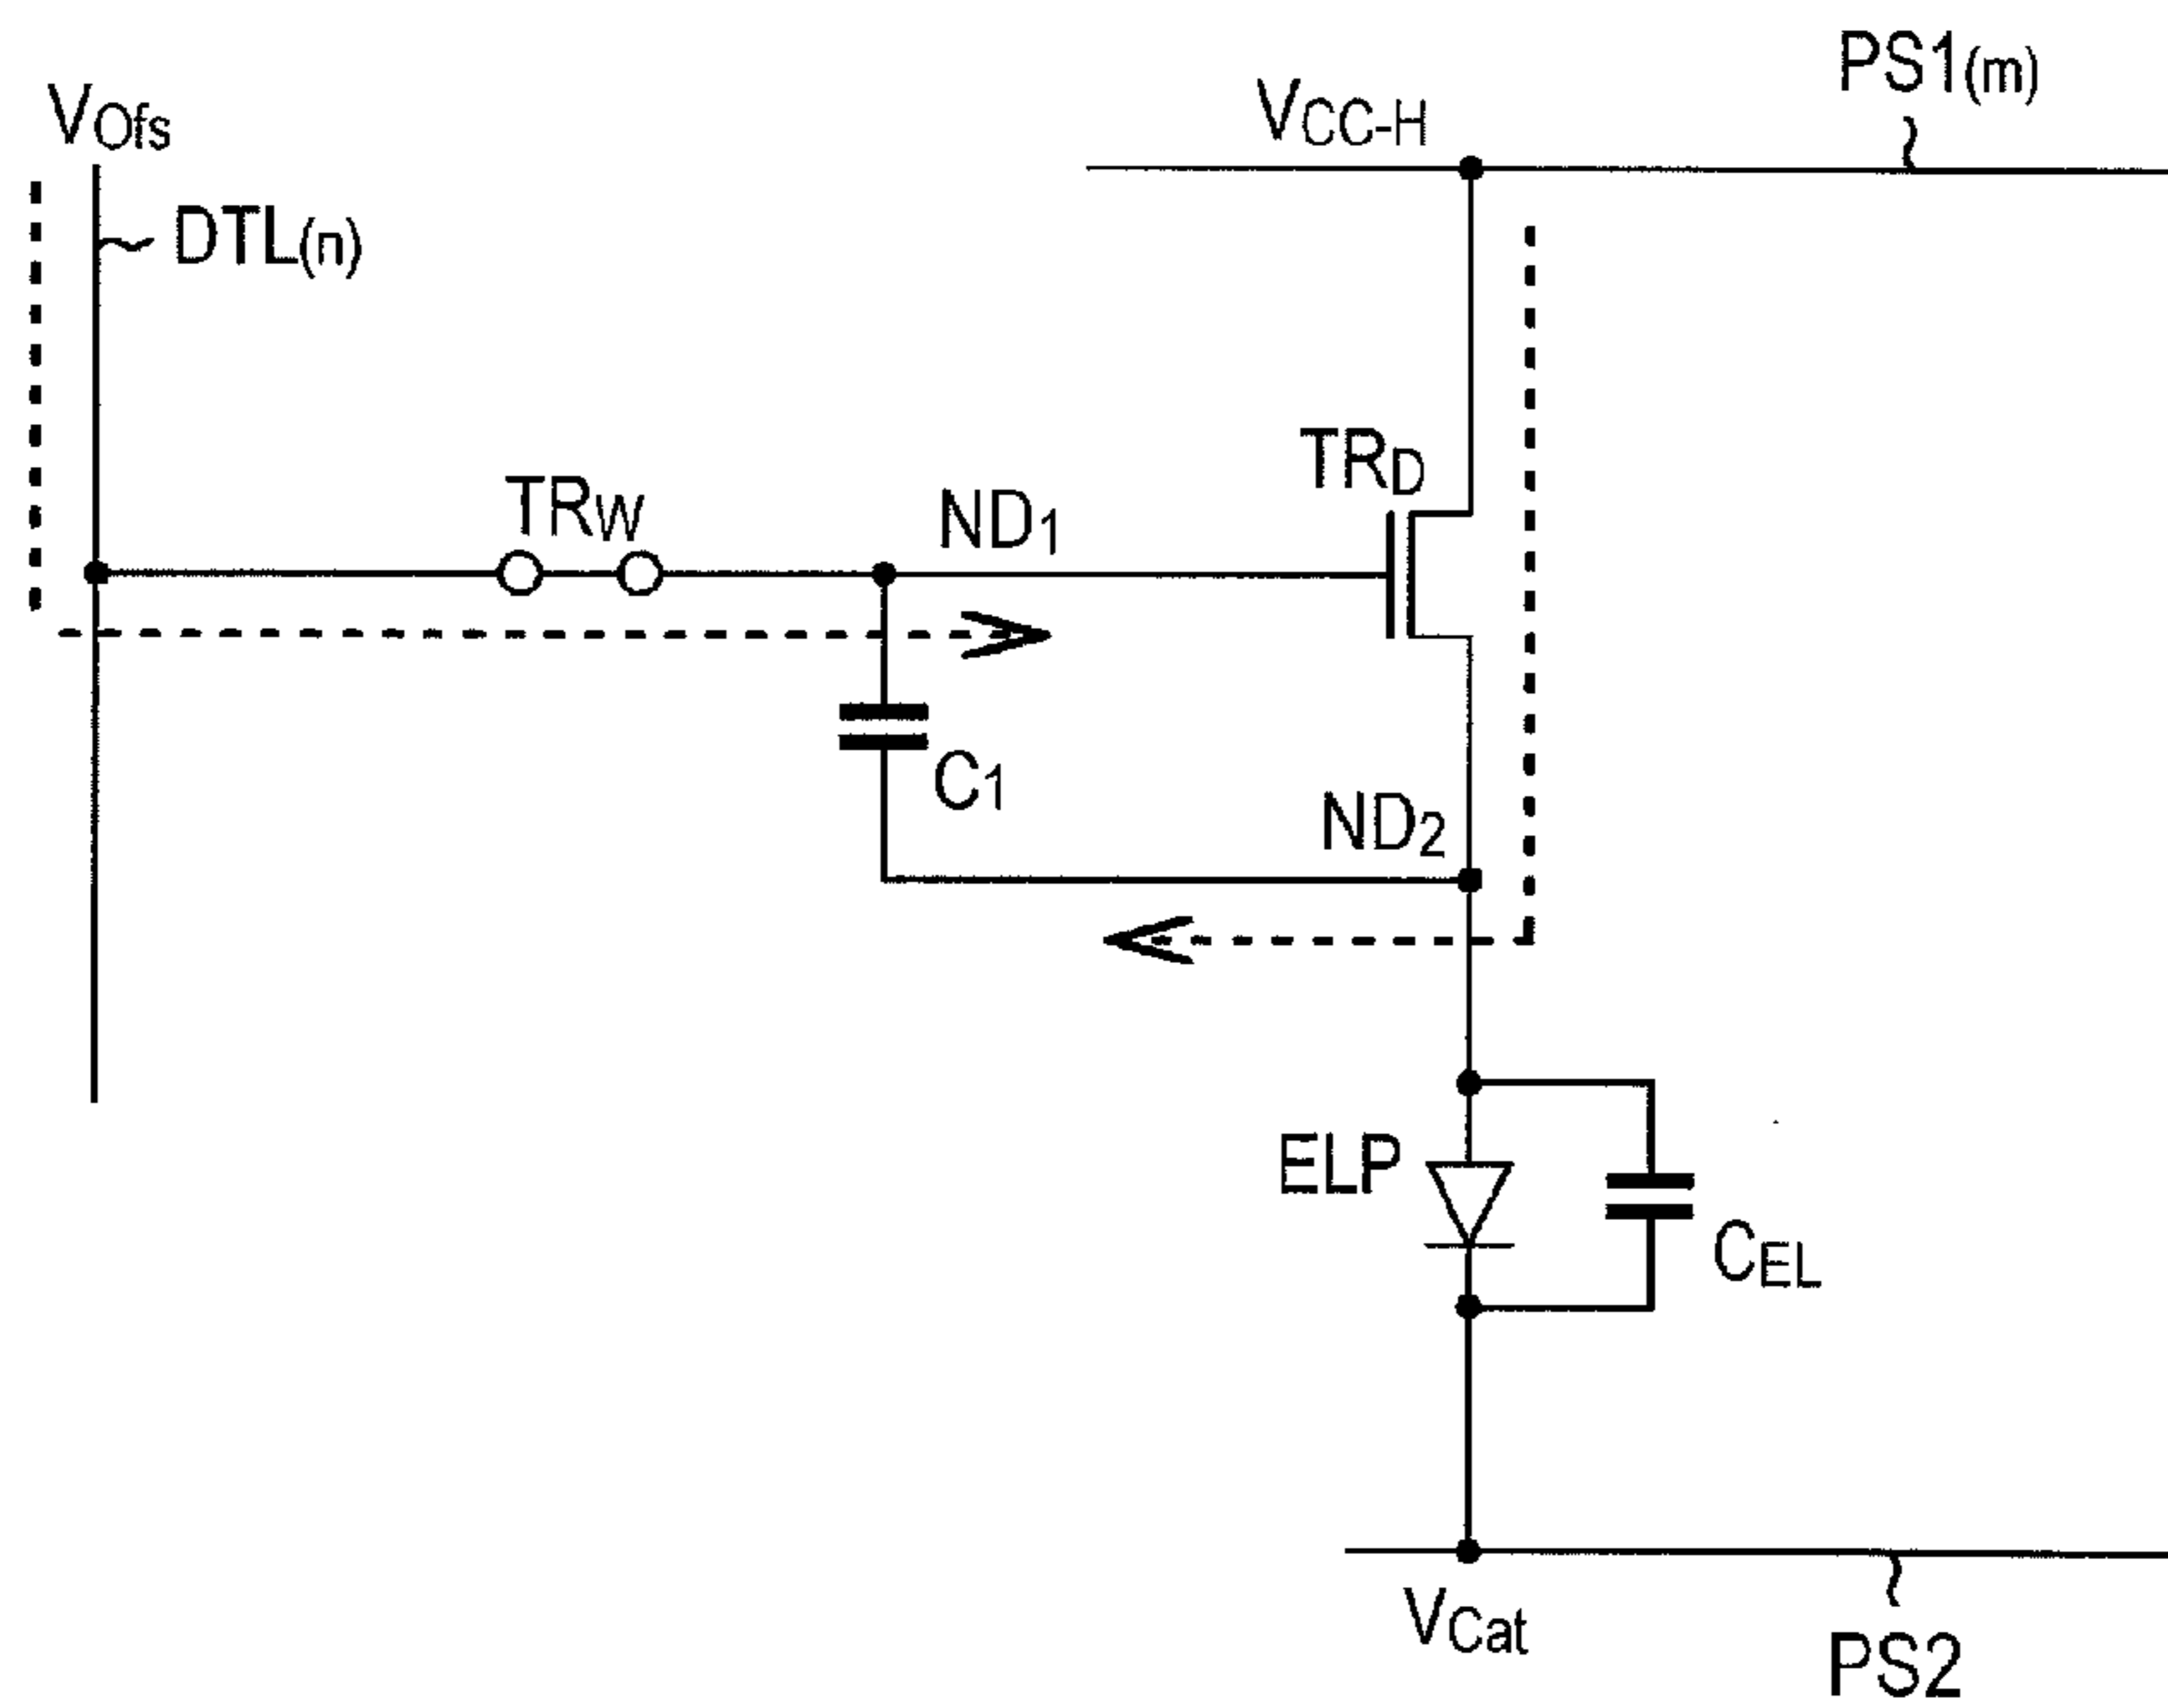 PS1(m)
VOfs
VCC-H
DTL(n)
TRD
TRW
ND1
C1
ND2
ELP
CEL
VCat
PS2